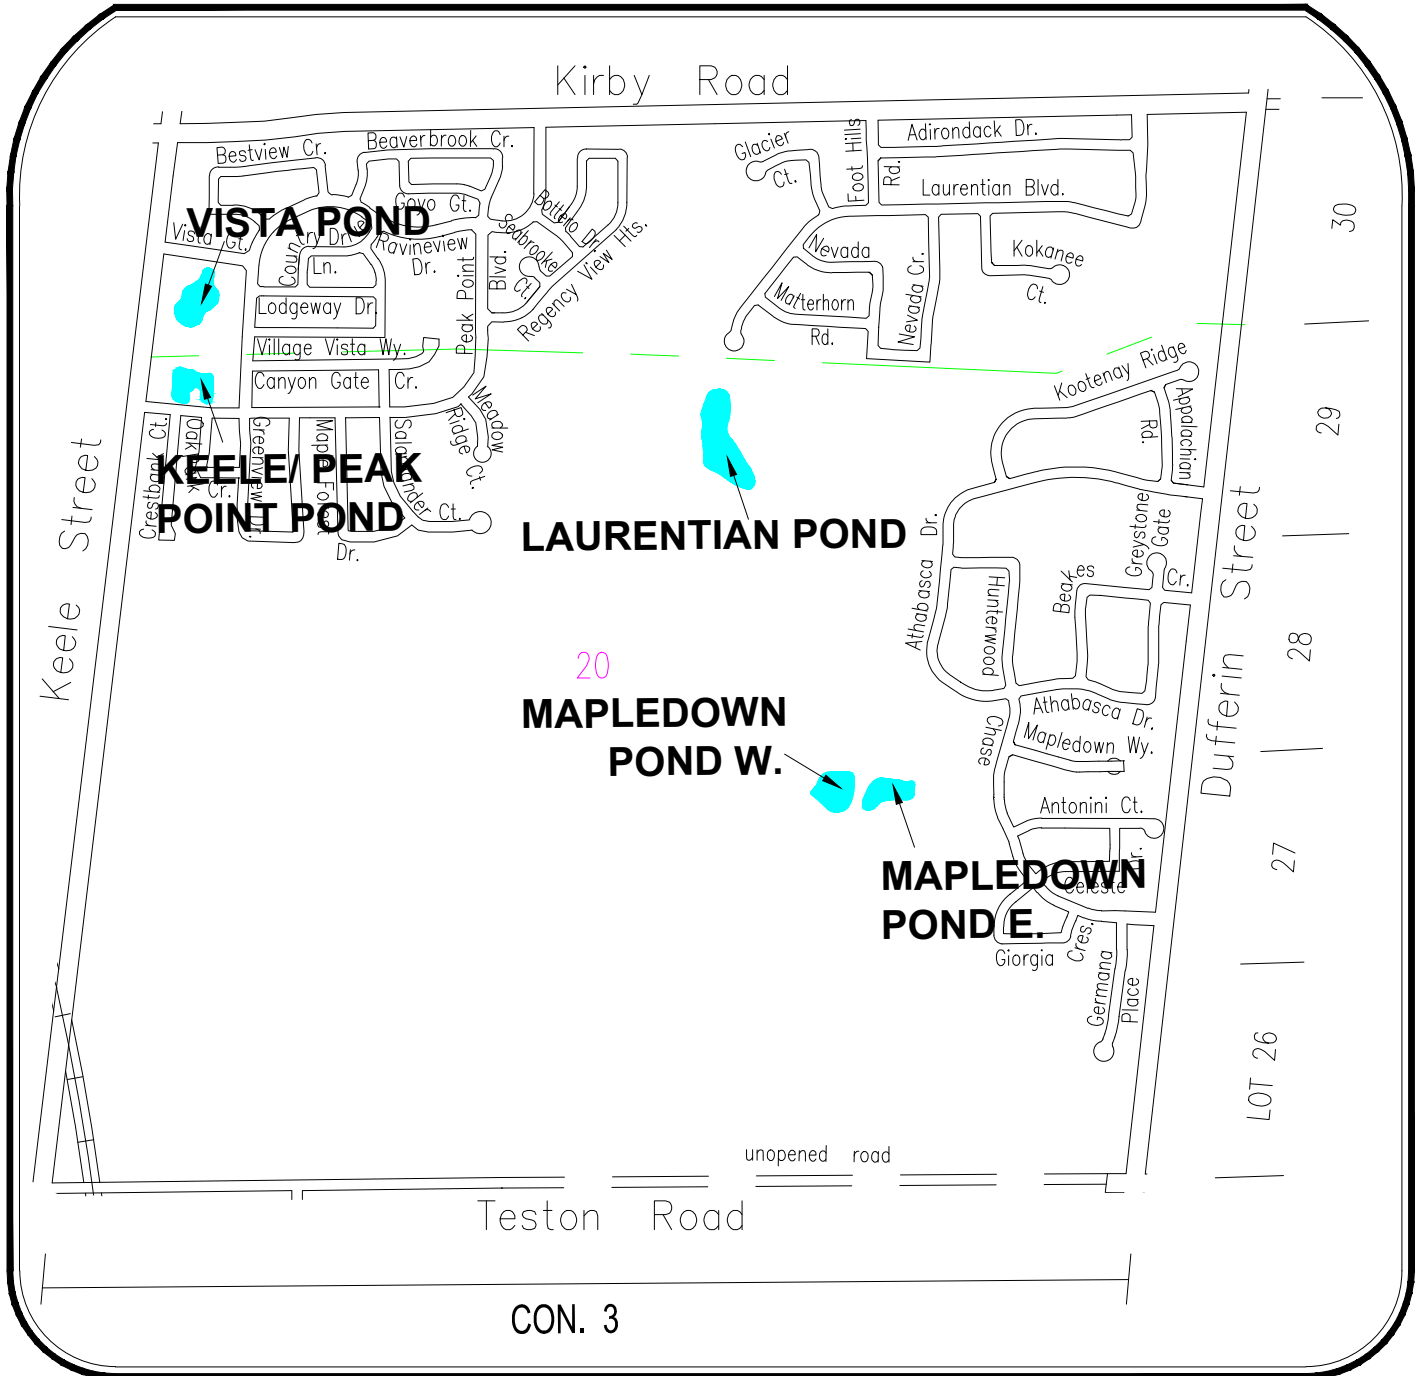 Kirby Road
Beaverbrook Cr.
Bestview Cr.
Glacier
Ct.
Foot Hills
Rd.
Adirondack Dr.
Laurentian Blvd.
30
VISTA POND
Vista Gt.
Govo Gt.
Ravineview
Dr.
Seabrooke
Ct.
Bottero Dr.
Regency View Hts.
Ln.
Lodgeway Dr.
Peak Point
Blvd.
Village Vista Wy.
Canyon Gate Cr.
Nevada
Nevada Cr.
Matterhorn
Rd.
Kokanee
Ct.
Kootenay Ridge
Appalachian
Rd.
29
Meadow
Ridge Ct.
Crestbank Ct.
Cr.
Greenview Dr.
Dr.
Ct.
KEELE/ PEAK
POINT POND
Keele Street
LAURENTIAN POND
Athabasca Dr.
Hunterwood
Chase
Beakes
Cr.
Greystone
Gate
Dufferin Street
28
20
MAPLEDOWN
POND W.
Athabasca Dr.
Mapledown Wy.
Antonini Ct.
27
MAPLEDOWN
POND E.
Celeste
Dr.
Giorgia
Cres.
Germana
Place
LOT 26
unopened road
Teston Road
CON. 3